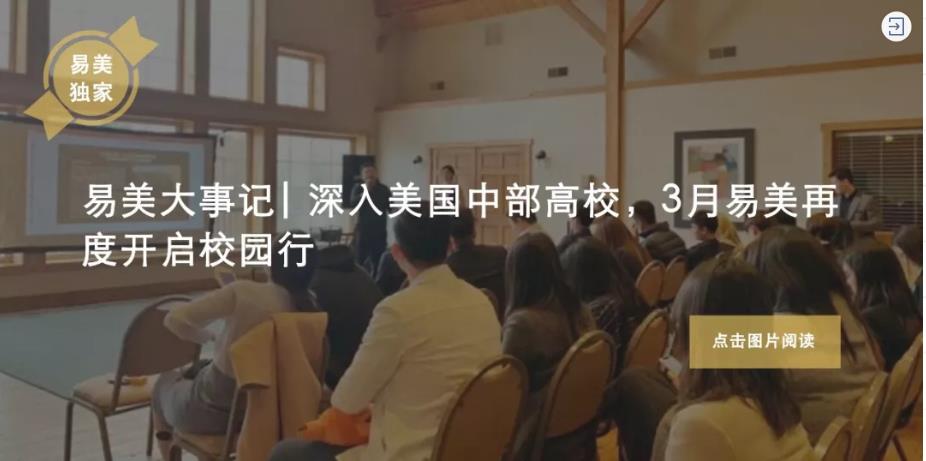 易美
独家
易美大事记| 深入美国中部高校，3月易美再
度开启校园行
点击图片阅读